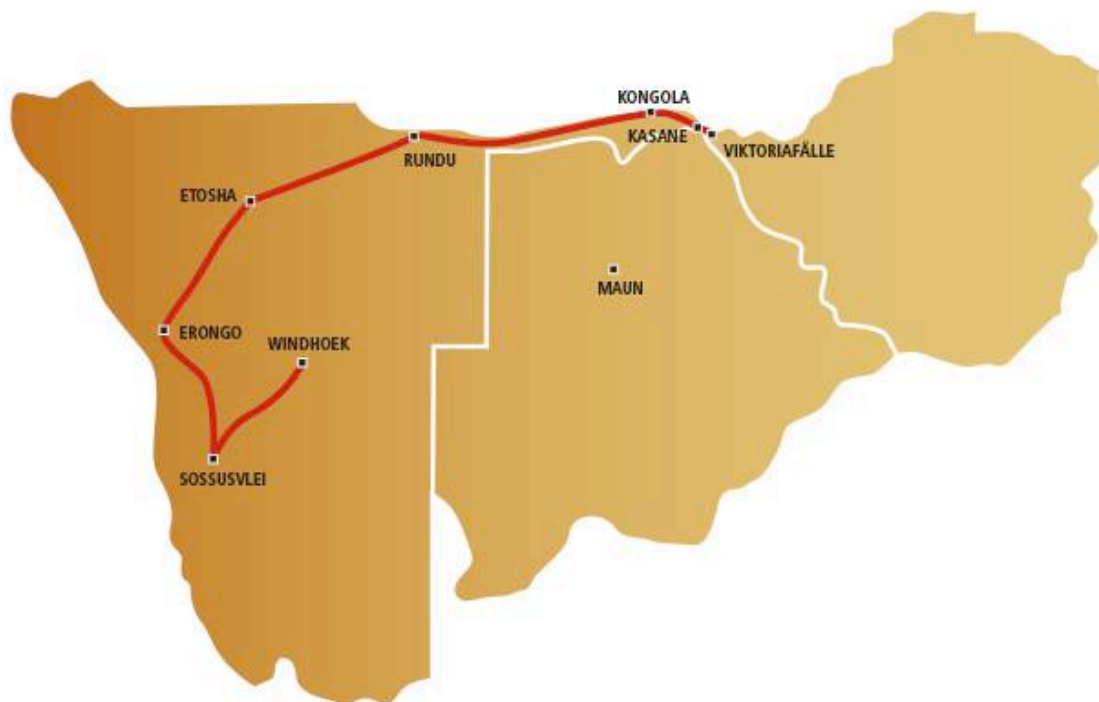 KONGOLA
KASANE
VIKTORIAFÄLLE
RUNDU
ETOSHA
MAUN
ERONGO
WINDHOEK
SOSSUSVLEI